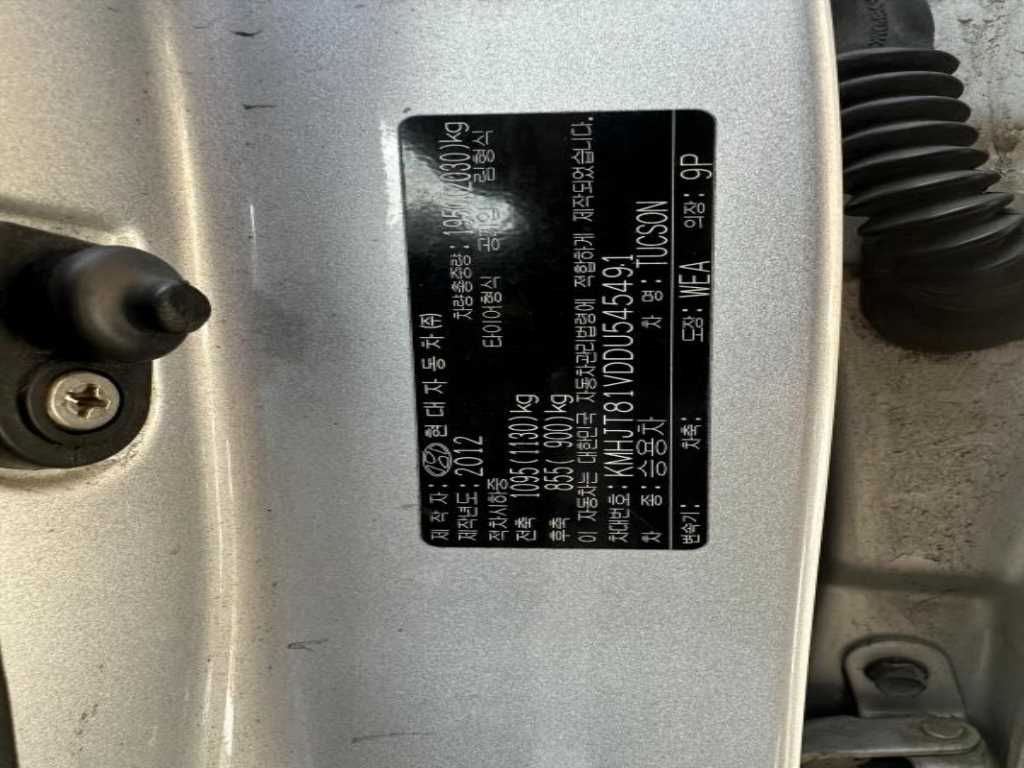 제 작 자: 현 대 자 동 차(주)
제작년도: 2012 차량총중량: (2030)kg
적차시하중 타이어형식 림형식
전축 1095(1130)kg
후축 855( 900)kg
이 자동차는 대한민국 자동차관리법령에 적합하게 제작되었습니다.
차대번호: KMHJT81VDDU545491
차 종: 승용차 차 명: TUCSON
변속기: 차축: 도장: WEA 의장: 9P